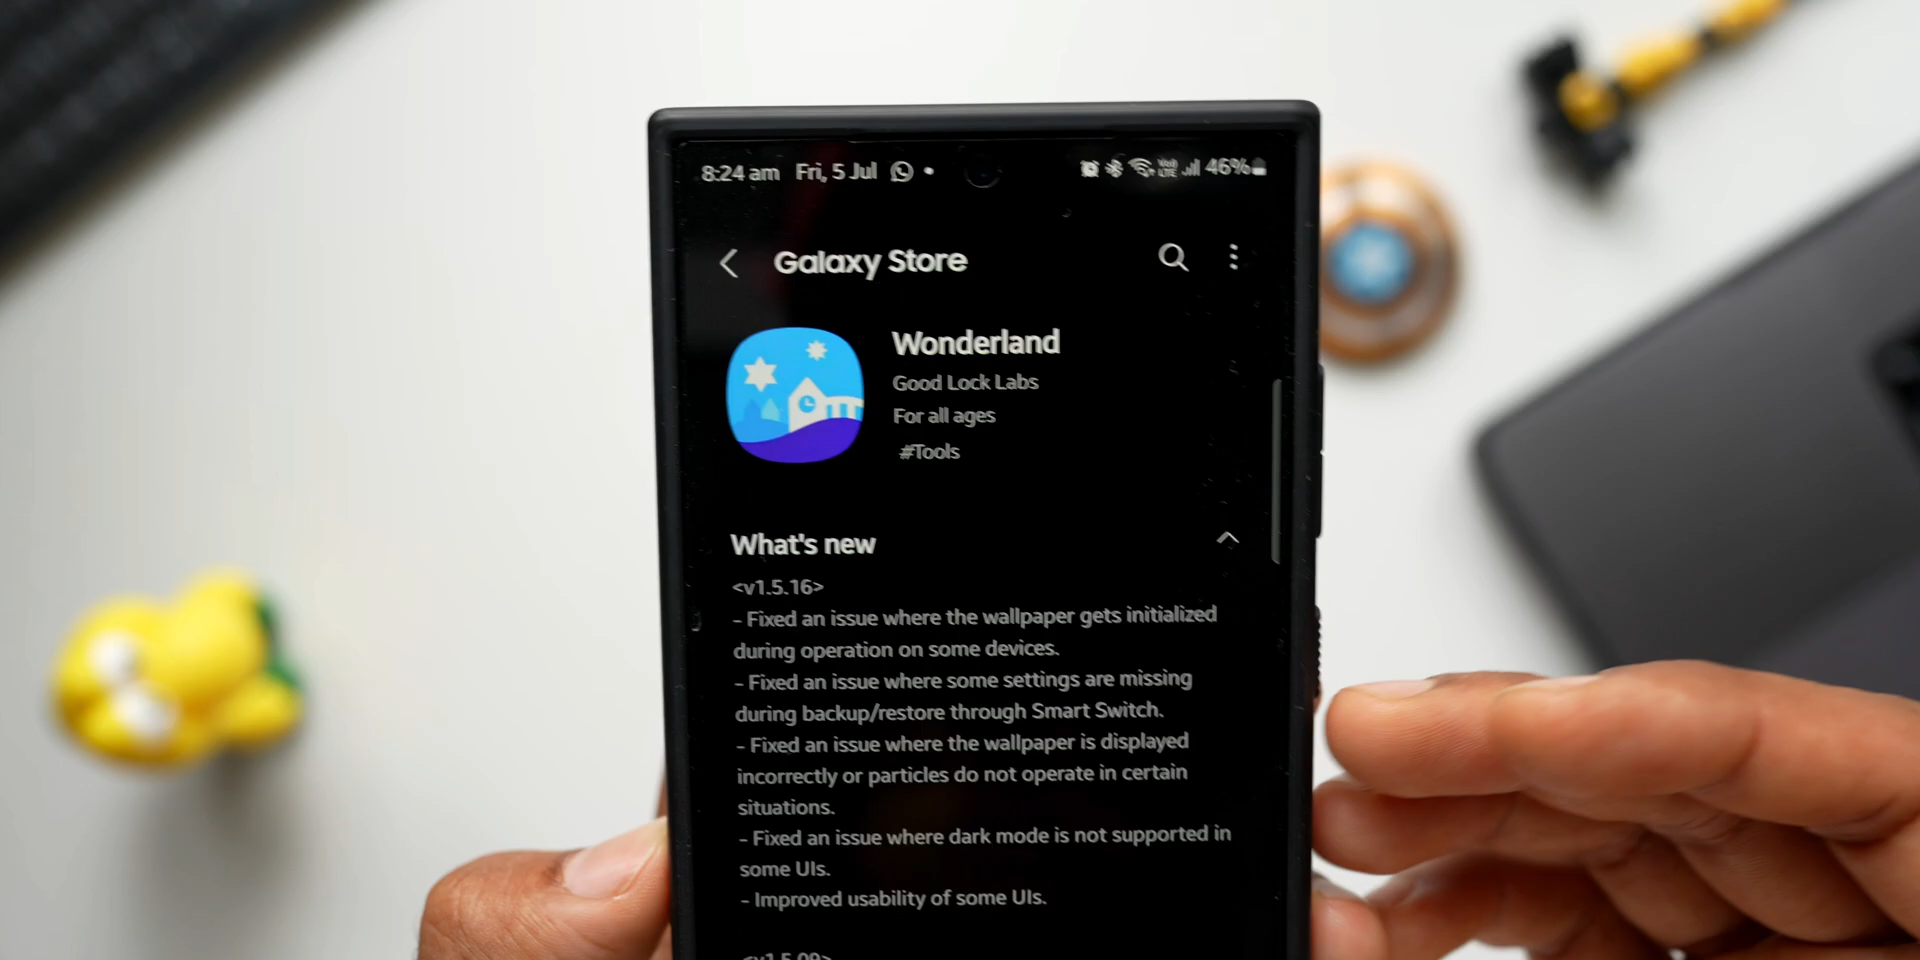 8:24 am Fri, 5 Jul 46%
Galaxy Store
Wonderland
Good Lock Labs
For all ages
#Tools
What's new
<v1.5.16>
- Fixed an issue where the wallpaper gets initialized
during operation on some devices.
- Fixed an issue where some settings are missing
during backup/restore through Smart Switch.
- Fixed an issue where the wallpaper is displayed
incorrectly or particles do not operate in certain
situations.
- Fixed an issue where dark mode is not supported in
some UIs.
- Improved usability of some UIs.
<v1.5.09>